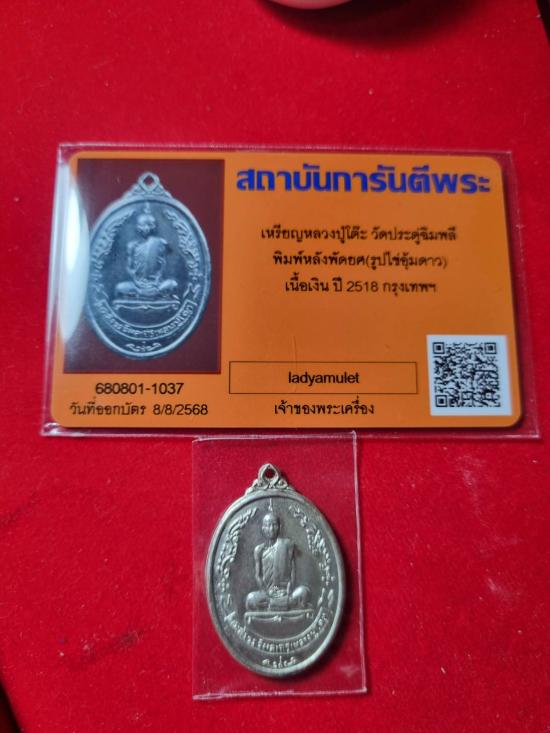 สถาบันการันตีพระ
เหรียญหลวงปู่โต๊ะ วัดประดู่ฉิมพลี
พิมพ์หลังพัดยศ(รูปไข่อุ้มดาว)
เนื้อเงิน ปี 2518 กรุงเทพฯ
ladyamulet
เจ้าของพระเครื่อง
680801-1037
วันที่ออกบัตร 8/8/2568